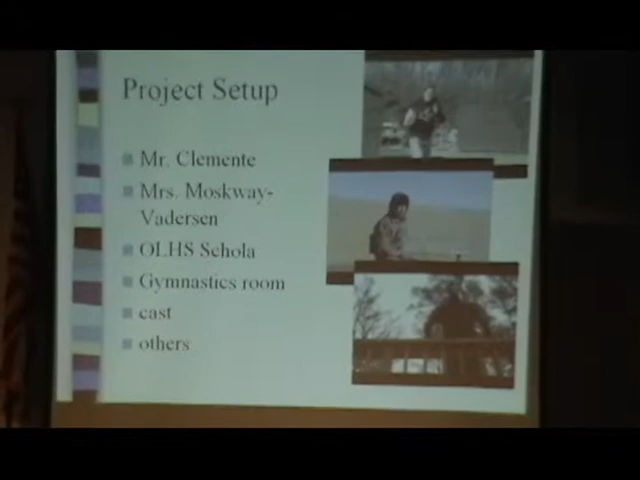 Project Setup
Mr. Clemente
Mrs. Moskway-
Vadersen
OLHS Schola
Gymnastics room
cast
others